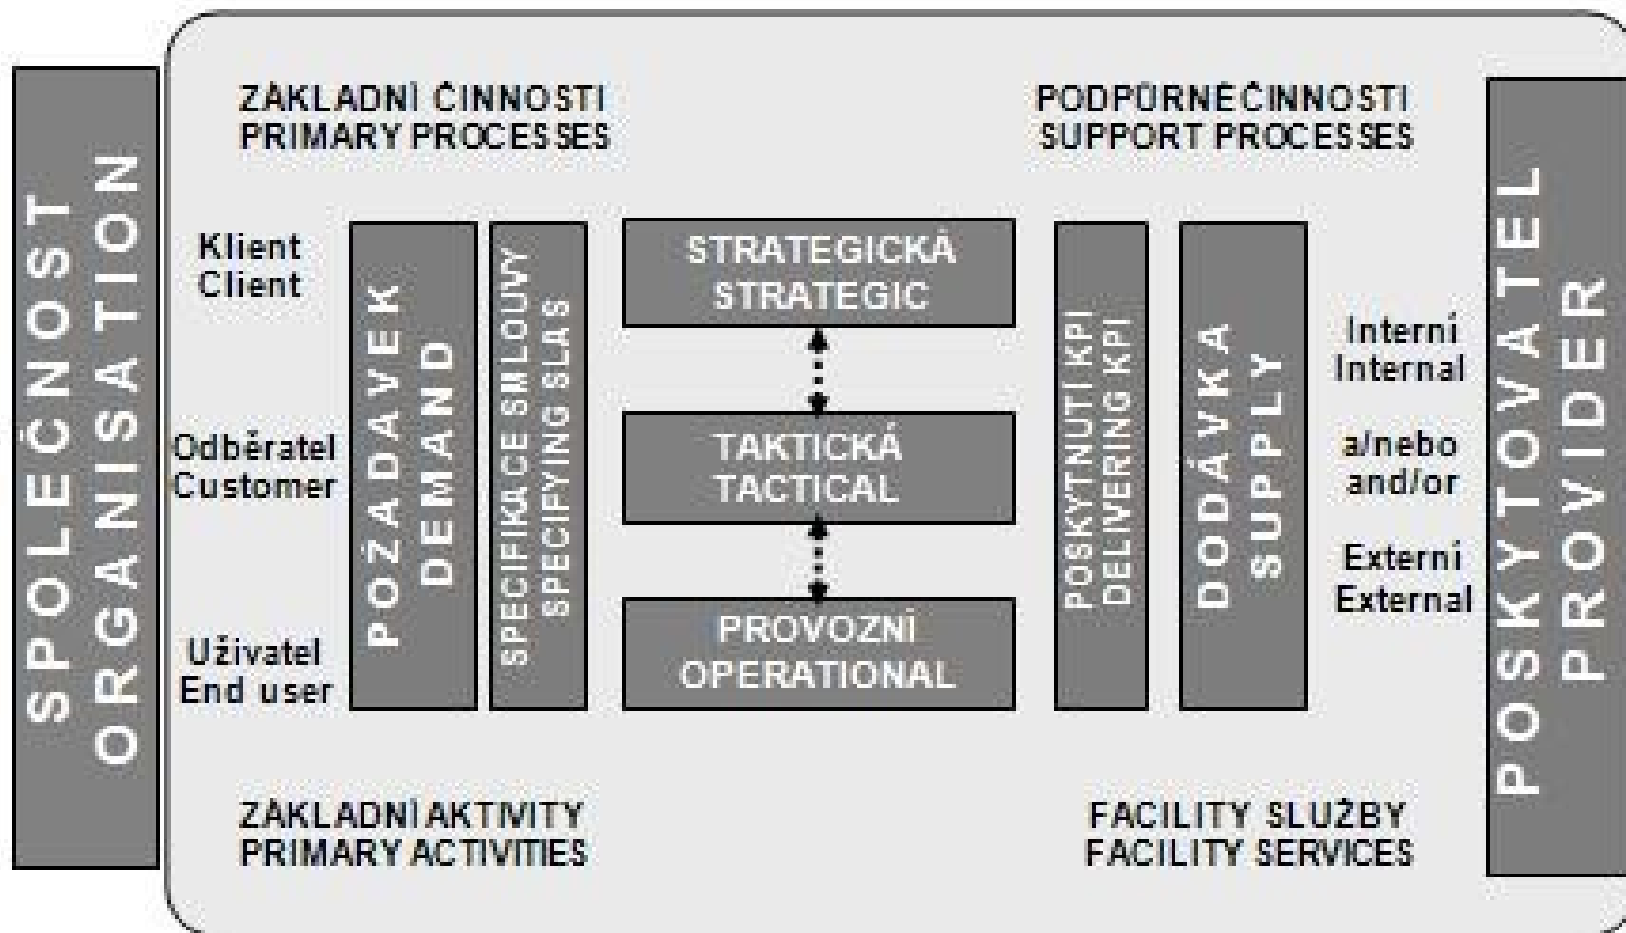 SPOLEČNOST
ORGANISATION
ZÁKLADNÍ ČINNOSTI
PRIMARY PROCESSES
PODPŮRNÉ ČINNOSTI
SUPPORT PROCESSES
Klient
Client
Odběratel
Customer
Uživatel
End user
POŽADAVEK
DEMAND
SPECIFIKACE SMLOUVY
SPECIFYING SLAS
STRATEGICKÁ
STRATEGIC
TAKTICKÁ
TACTICAL
PROVOZNÍ
OPERATIONAL
POSKYTNUTÍ KPI
DELIVERING KPI
DODÁVKA
SUPPLY
Interní
Internal
a/nebo
and/or
Externí
External
ZÁKLADNÍ AKTIVITY
PRIMARY ACTIVITIES
FACILITY SLUŽBY
FACILITY SERVICES
POSKYTOVATEL
PROVIDER